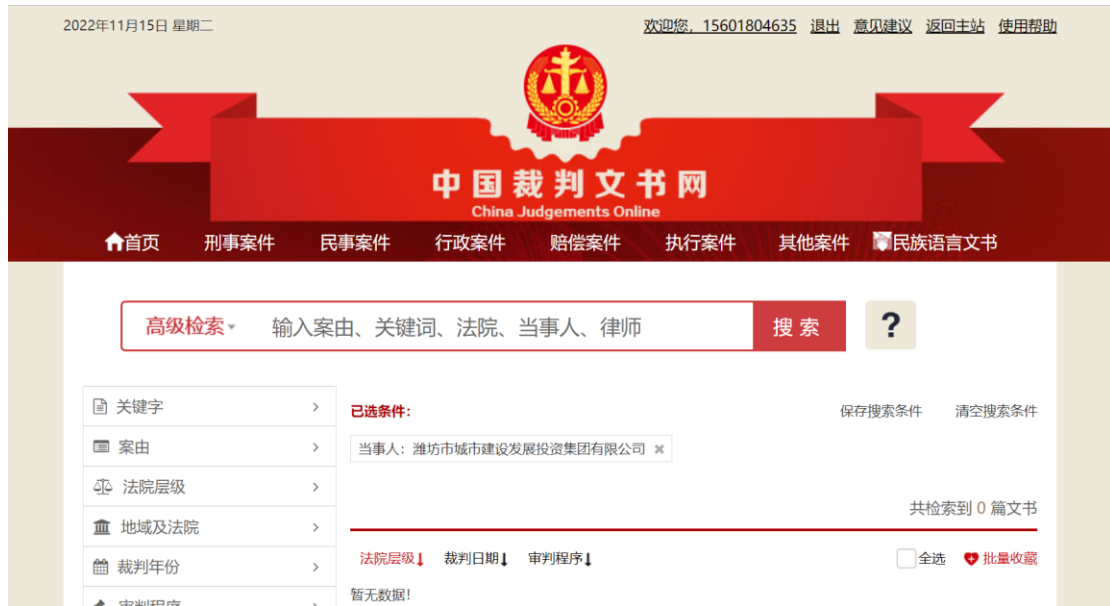 2022年11月15日 星期二
欢迎您，15601804635 退出 意见建议 返回主站 使用帮助
中国裁判文书网
China Judgements Online
首页 刑事案件 民事案件 行政案件 赔偿案件 执行案件 其他案件 民族语言文书
高级检索 输入案由、关键词、法院、当事人、律师 搜索 ?
关键字
案由
法院层级
地域及法院
裁判年份
审判程序
已选条件： 保存搜索条件 清空搜索条件
当事人：潍坊市城市建设发展投资集团有限公司
共检索到 0 篇文书
法院层级 裁判日期 审判程序 全选 批量收藏
暂无数据！